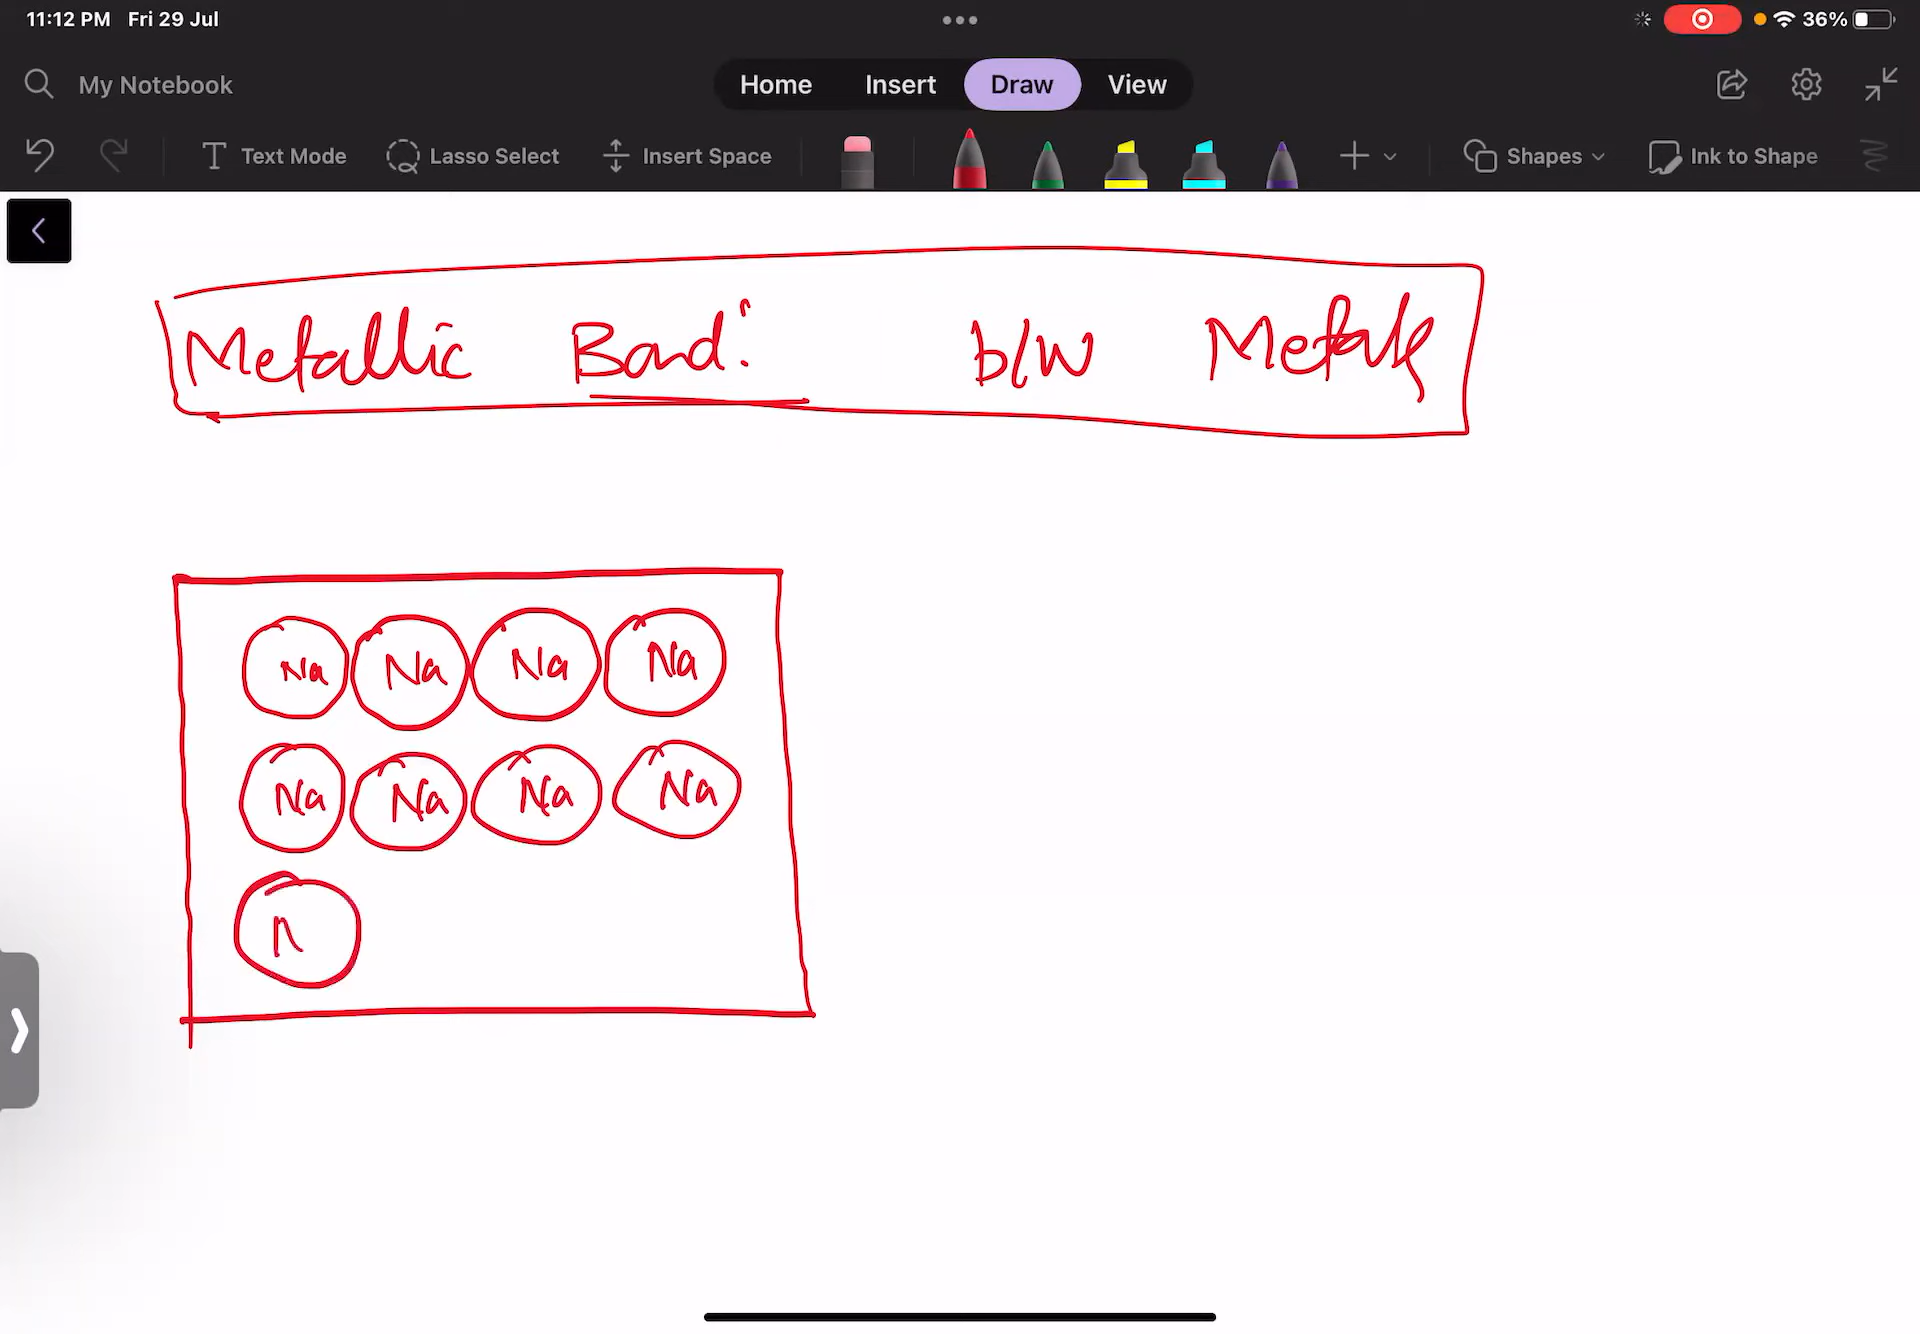 11:12 PM Fri 29 Jul 36%
My Notebook Home Insert Draw View
Text Mode Lasso Select Insert Space Shapes Ink to Shape
Metallic Bond: b/w Metals
Na Na Na Na
Na Na Na Na
N